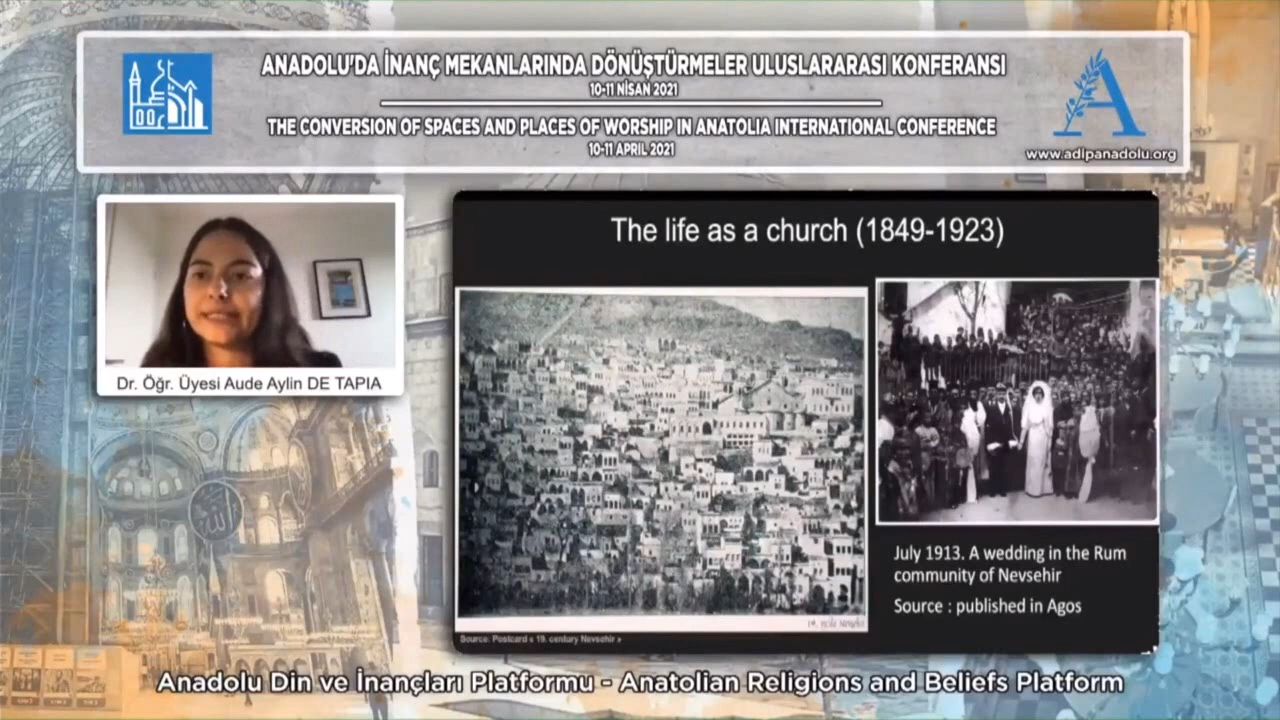 ANADOLU'DA İNANÇ MEKANLARINDA DÖNÜŞTÜRMELER ULUSLARARASI KONFERANSI
10-11 NİSAN 2021
THE CONVERSION OF SPACES AND PLACES OF WORSHIP IN ANATOLIA INTERNATIONAL CONFERENCE
10-11 APRIL 2021
www.adipanadolu.org
Dr. Öğr. Üyesi Aude Aylin DE TAPIA
The life as a church (1849-1923)
July 1913. A wedding in the Rum
community of Nevsehir
Source : published in Agos
Source: Postcard « 19. century Nevsehir »
Anadolu Din ve İnançları Platformu - Anatolian Religions and Beliefs Platform